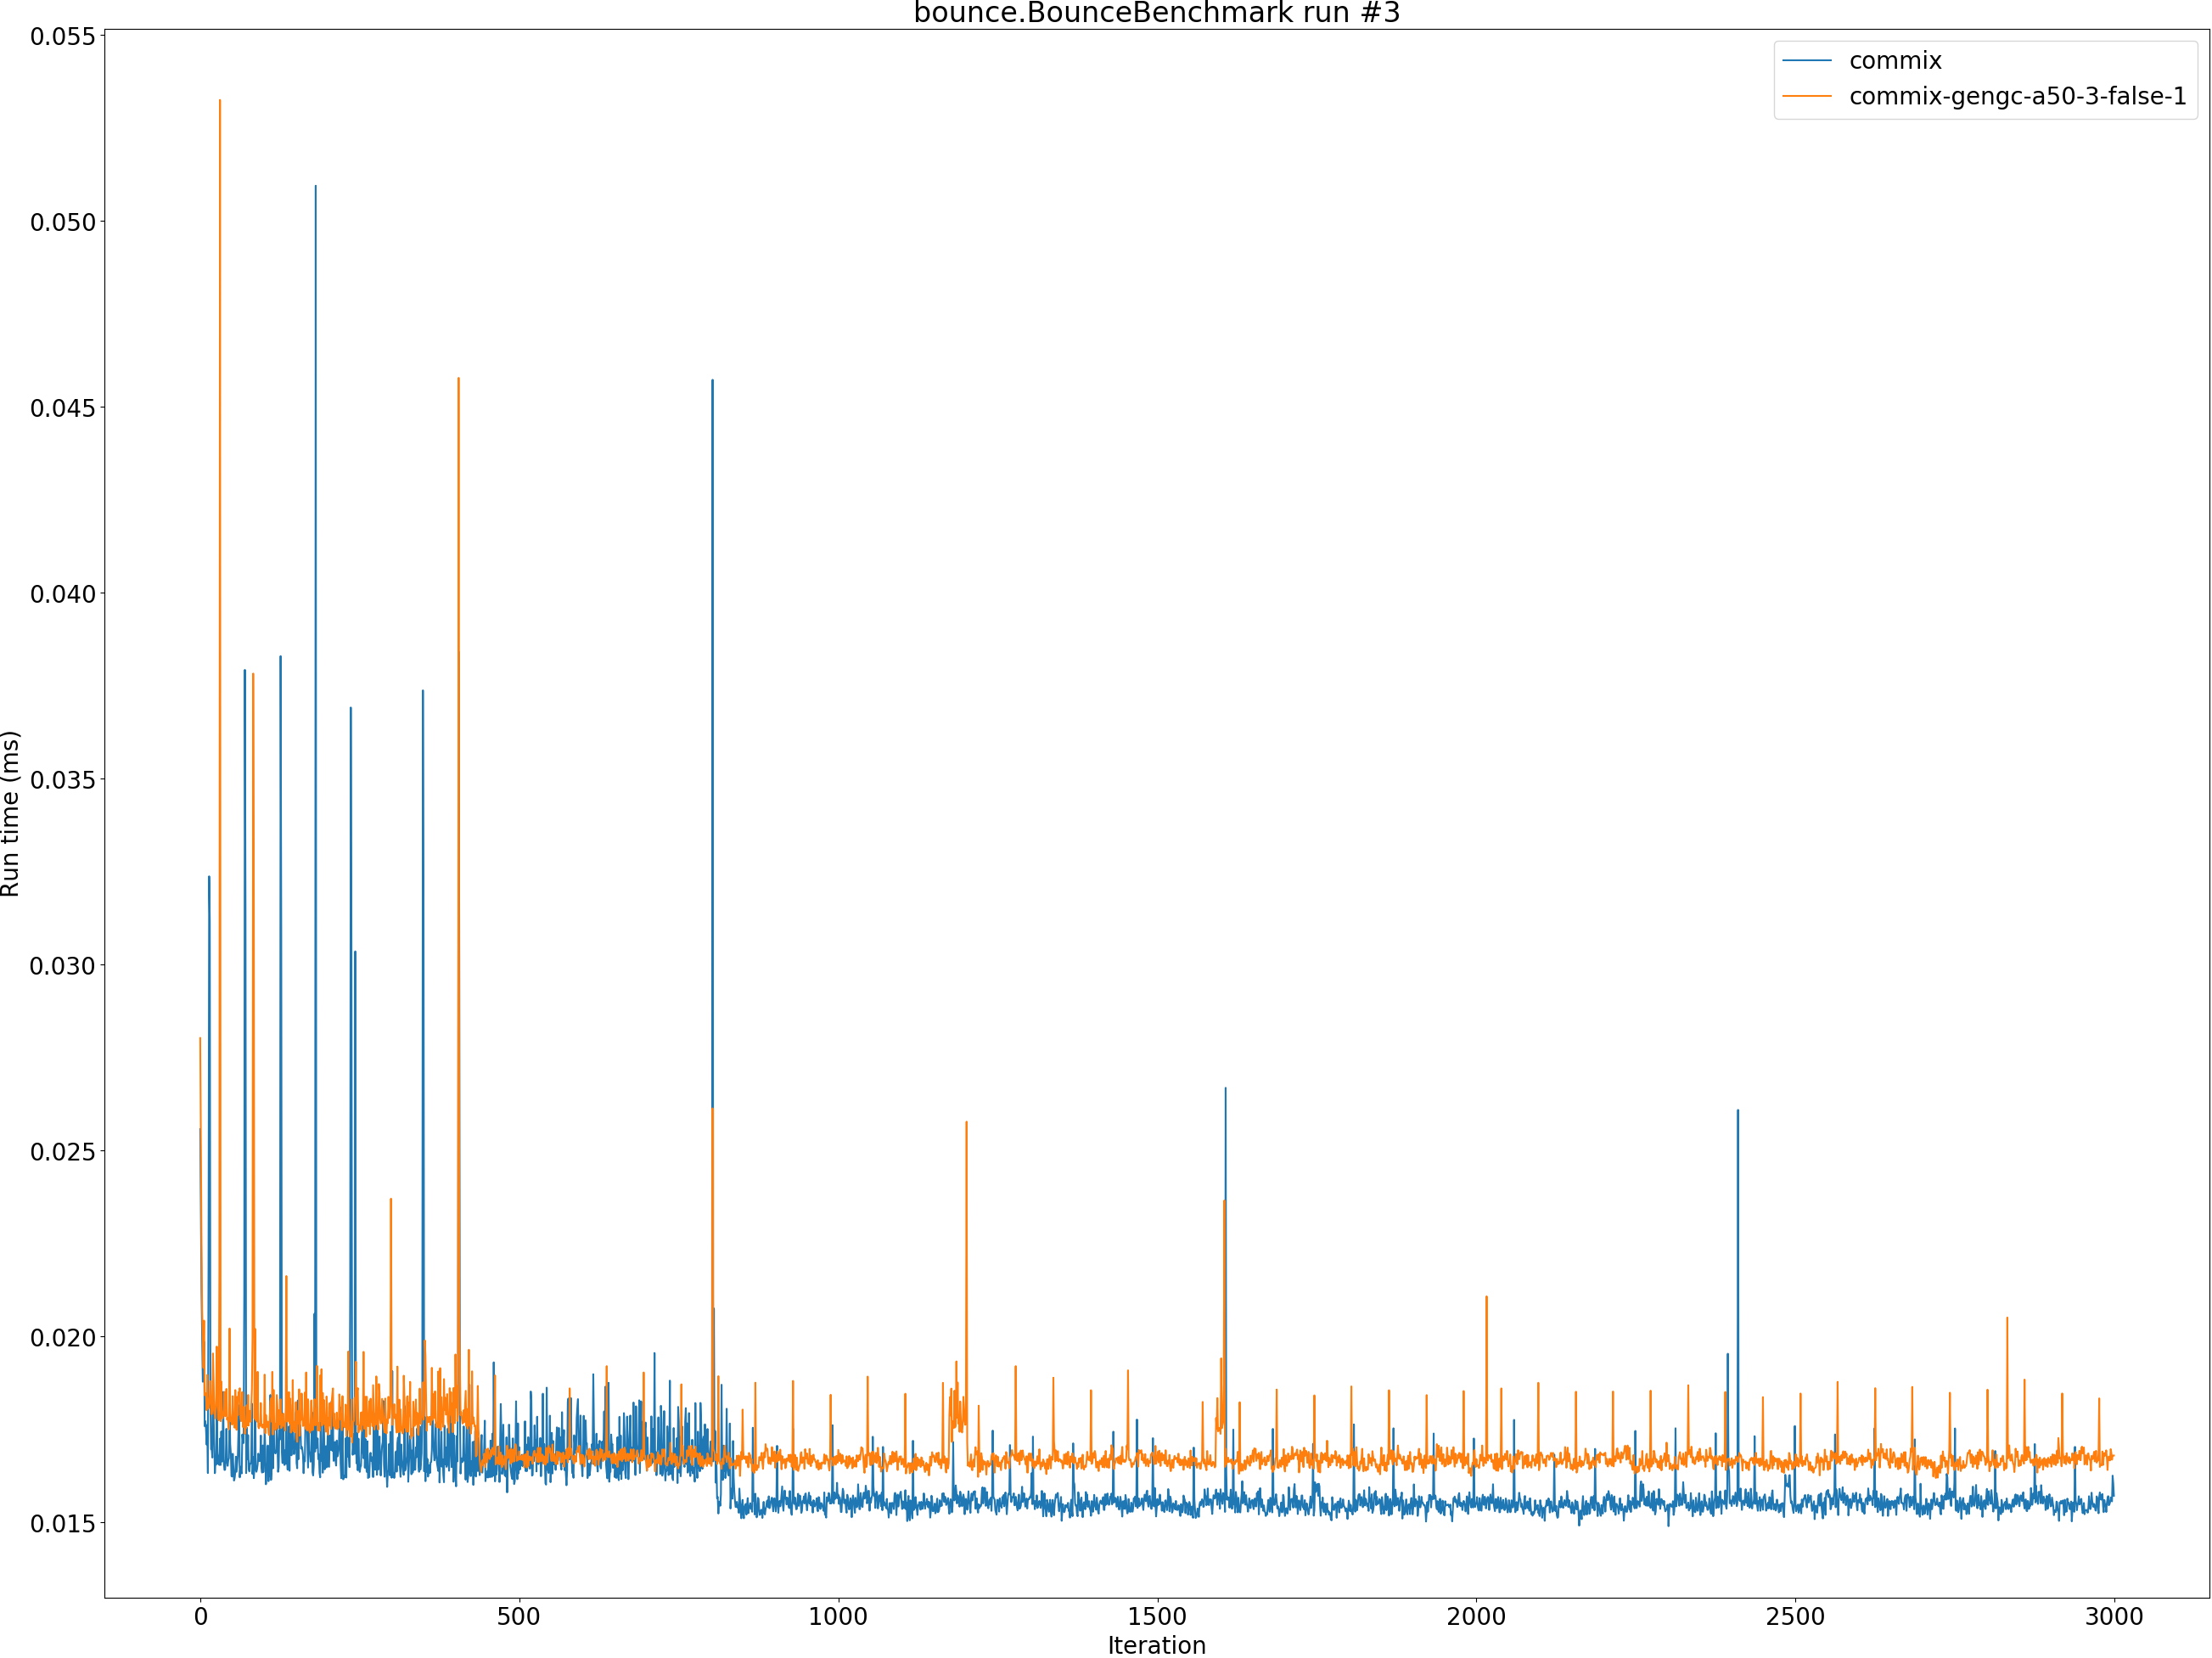 bounce.BounceBenchmark run #3
commix
commix-gengc-a50-3-false-1
Run time (ms)
0.055
0.050
0.045
0.040
0.035
0.030
0.025
0.020
0.015
0 500 1000 1500 2000 2500 3000
Iteration